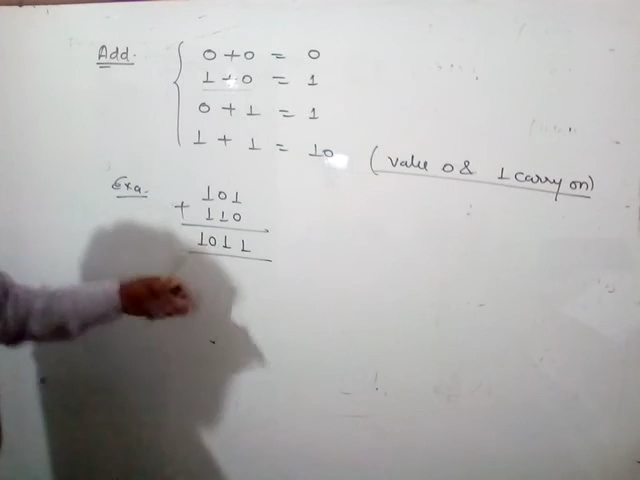 Add.
0 + 0 = 0
1 + 0 = 1
0 + 1 = 1
1 + 1 = 10 (value 0 & 1 carry on)
Exa.
101
+ 110
1011